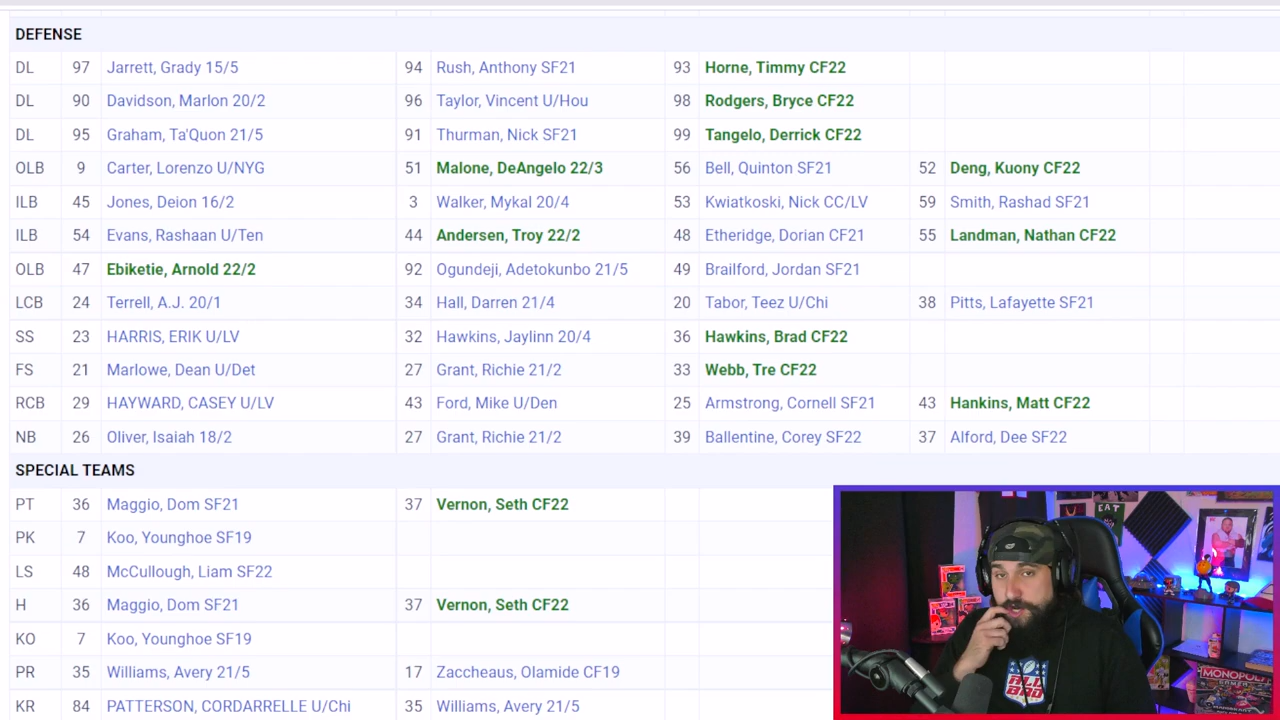 DEFENSE
DL 97 Jarrett, Grady 15/5 94 Rush, Anthony SF21 93 Horne, Timmy CF22
DL 90 Davidson, Marlon 20/2 96 Taylor, Vincent U/Hou 98 Rodgers, Bryce CF22
DL 95 Graham, Ta'Quon 21/5 91 Thurman, Nick SF21 99 Tangelo, Derrick CF22
OLB 9 Carter, Lorenzo U/NYG 51 Malone, DeAngelo 22/3 56 Bell, Quinton SF21 52 Deng, Kuony CF22
ILB 45 Jones, Deion 16/2 3 Walker, Mykal 20/4 53 Kwiatkoski, Nick CC/LV 59 Smith, Rashad SF21
ILB 54 Evans, Rashaan U/Ten 44 Andersen, Troy 22/2 48 Etheridge, Dorian CF21 55 Landman, Nathan CF22
OLB 47 Ebiketie, Arnold 22/2 92 Ogundeji, Adetokunbo 21/5 49 Brailford, Jordan SF21
LCB 24 Terrell, A.J. 20/1 34 Hall, Darren 21/4 20 Tabor, Teez U/Chi 38 Pitts, Lafayette SF21
SS 23 HARRIS, ERIK U/LV 32 Hawkins, Jaylinn 20/4 36 Hawkins, Brad CF22
FS 21 Marlowe, Dean U/Det 27 Grant, Richie 21/2 33 Webb, Tre CF22
RCB 29 HAYWARD, CASEY U/LV 43 Ford, Mike U/Den 25 Armstrong, Cornell SF21 43 Hankins, Matt CF22
NB 26 Oliver, Isaiah 18/2 27 Grant, Richie 21/2 39 Ballentine, Corey SF22 37 Alford, Dee SF22
SPECIAL TEAMS
PT 36 Maggio, Dom SF21 37 Vernon, Seth CF22
PK 7 Koo, Younghoe SF19
LS 48 McCullough, Liam SF22
H 36 Maggio, Dom SF21 37 Vernon, Seth CF22
KO 7 Koo, Younghoe SF19
PR 35 Williams, Avery 21/5 17 Zaccheaus, Olamide CF19
KR 84 PATTERSON, CORDARRELLE U/Chi 35 Williams, Avery 21/5
EAT
ALL
BAD
MONOPOLY
GAMER